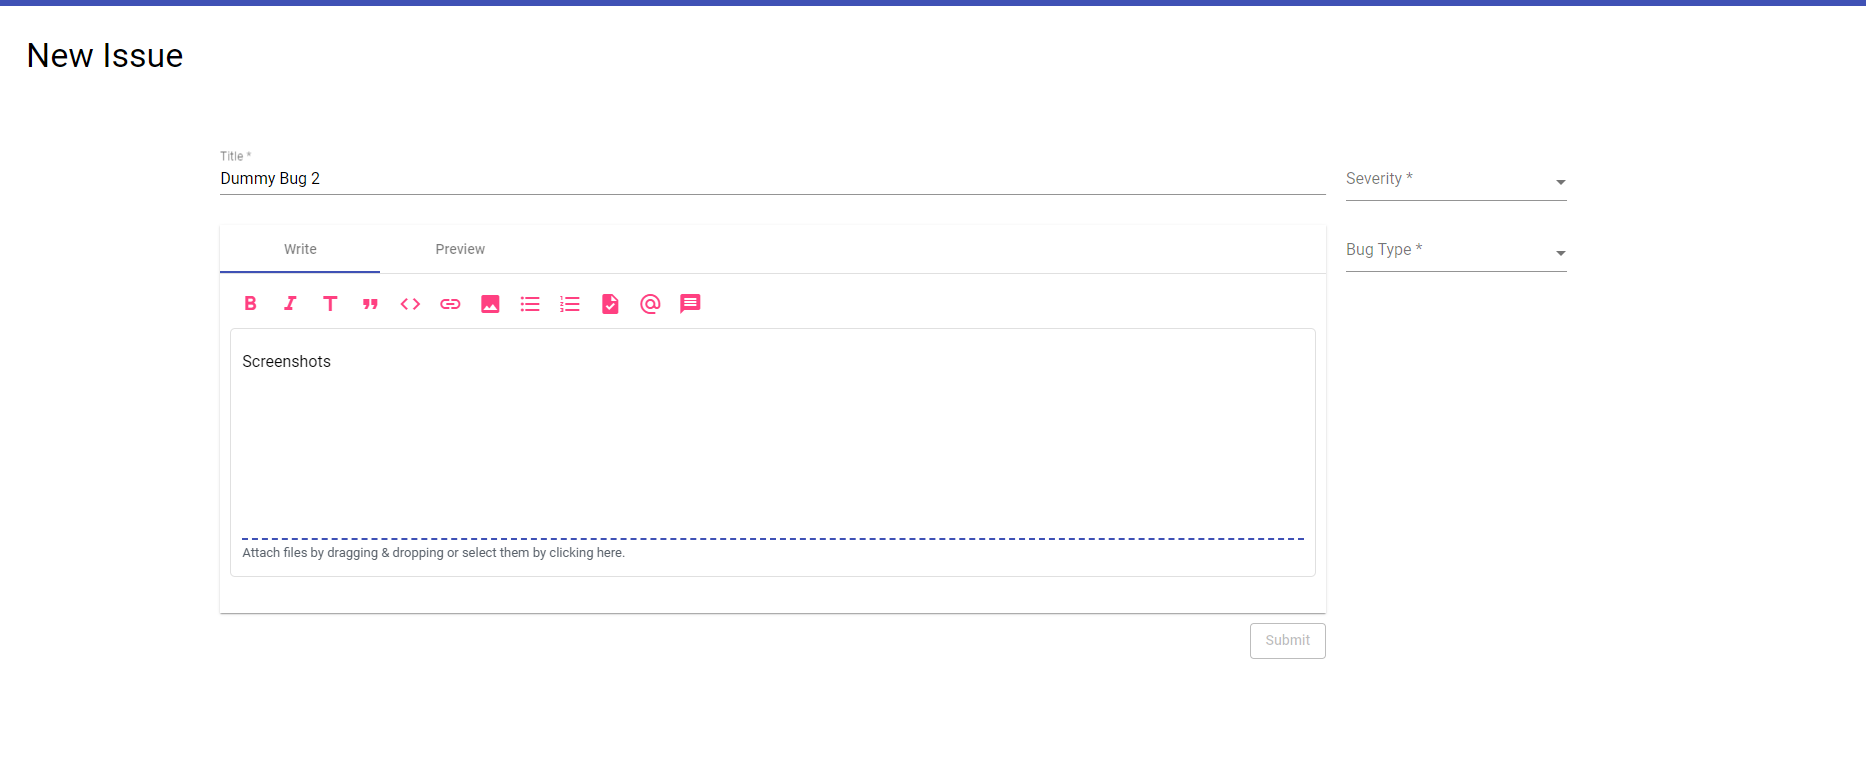 New Issue
Title *
Dummy Bug 2
Severity *
Write Preview
Bug Type *
Screenshots
Attach files by dragging & dropping or select them by clicking here.
Submit